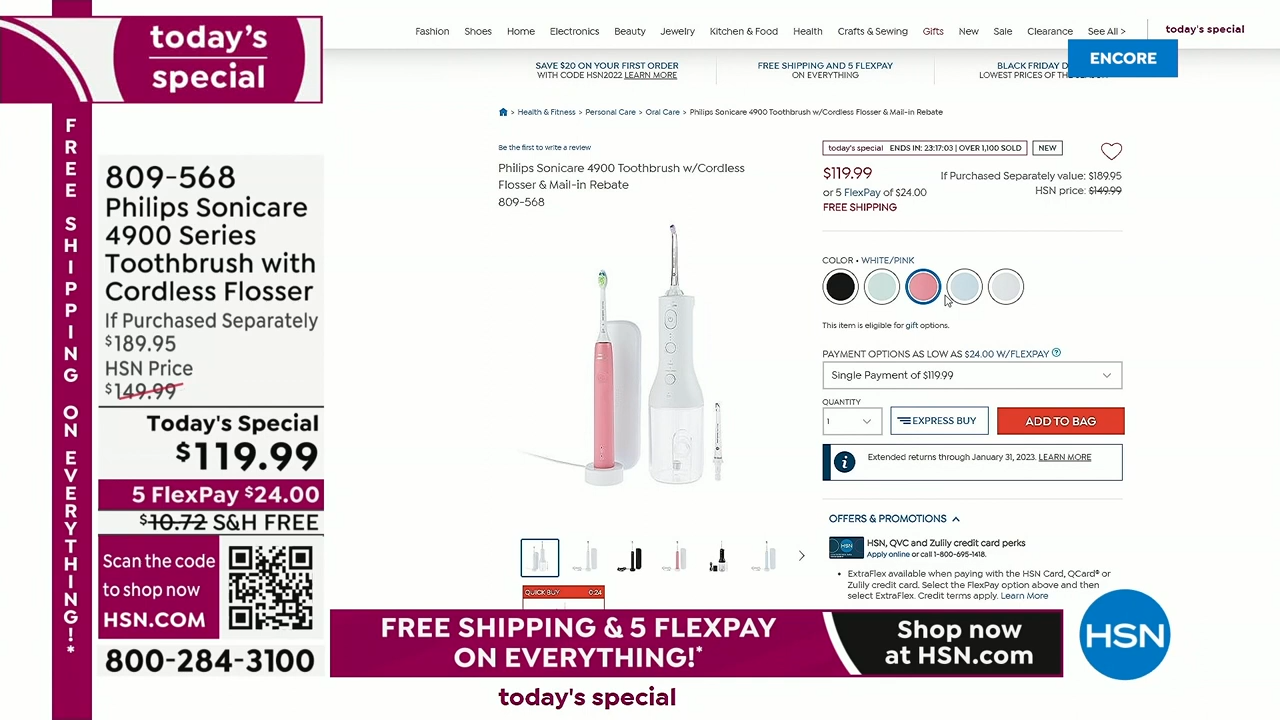 today's
special
FREE SHIPPING ON EVERYTHING!*
809-568
Philips Sonicare
4900 Series
Toothbrush with
Cordless Flosser
If Purchased Separately
$189.95
HSN Price
$149.99
Today's Special
$119.99
5 FlexPay $24.00
$10.72 S&H FREE
Scan the code
to shop now
HSN.COM
800-284-3100
Fashion Shoes Home Electronics Beauty Jewelry Kitchen & Food Health Crafts & Sewing Gifts New Sale Clearance See All > today's special
ENCORE
SAVE $20 ON YOUR FIRST ORDER
WITH CODE HSN2022 LEARN MORE
FREE SHIPPING AND 5 FLEXPAY
ON EVERYTHING
BLACK FRIDAY
LOWEST PRICES OF
> Health & Fitness > Personal Care > Oral Care > Philips Sonicare 4900 Toothbrush w/Cordless Flosser & Mail-in Rebate
Be the first to write a review
Philips Sonicare 4900 Toothbrush w/Cordless
Flosser & Mail-in Rebate
809-568
today's special ENDS IN: 23:17:03 | OVER 1,100 SOLD NEW
$119.99
or 5 FlexPay of $24.00
FREE SHIPPING
If Purchased Separately value: $189.95
HSN price: $149.99
COLOR • WHITE/PINK
This item is eligible for gift options.
PAYMENT OPTIONS AS LOW AS $24.00 W/FLEXPAY ?
Single Payment of $119.99
QUANTITY
1 EXPRESS BUY ADD TO BAG
i Extended returns through January 31, 2023. LEARN MORE
OFFERS & PROMOTIONS
HSN, QVC and Zulily credit card perks
Apply online or call 1-800-695-1418.
• ExtraFlex available when paying with the HSN Card, QCard® or
Zulily credit card. Select the FlexPay option above and then
select ExtraFlex. Credit terms apply. Learn More
QUICK BUY 0:24
FREE SHIPPING & 5 FLEXPAY
ON EVERYTHING!*
Shop now
at HSN.com
HSN
today's special